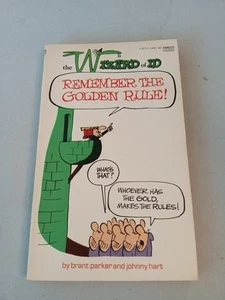 the WIZARD of ID
REMEMBER THE
GOLDEN RULE!
WHAT'S
THAT?
WHOEVER HAS
THE GOLD,
MAKES THE RULES!
by brant parker and johnny hart